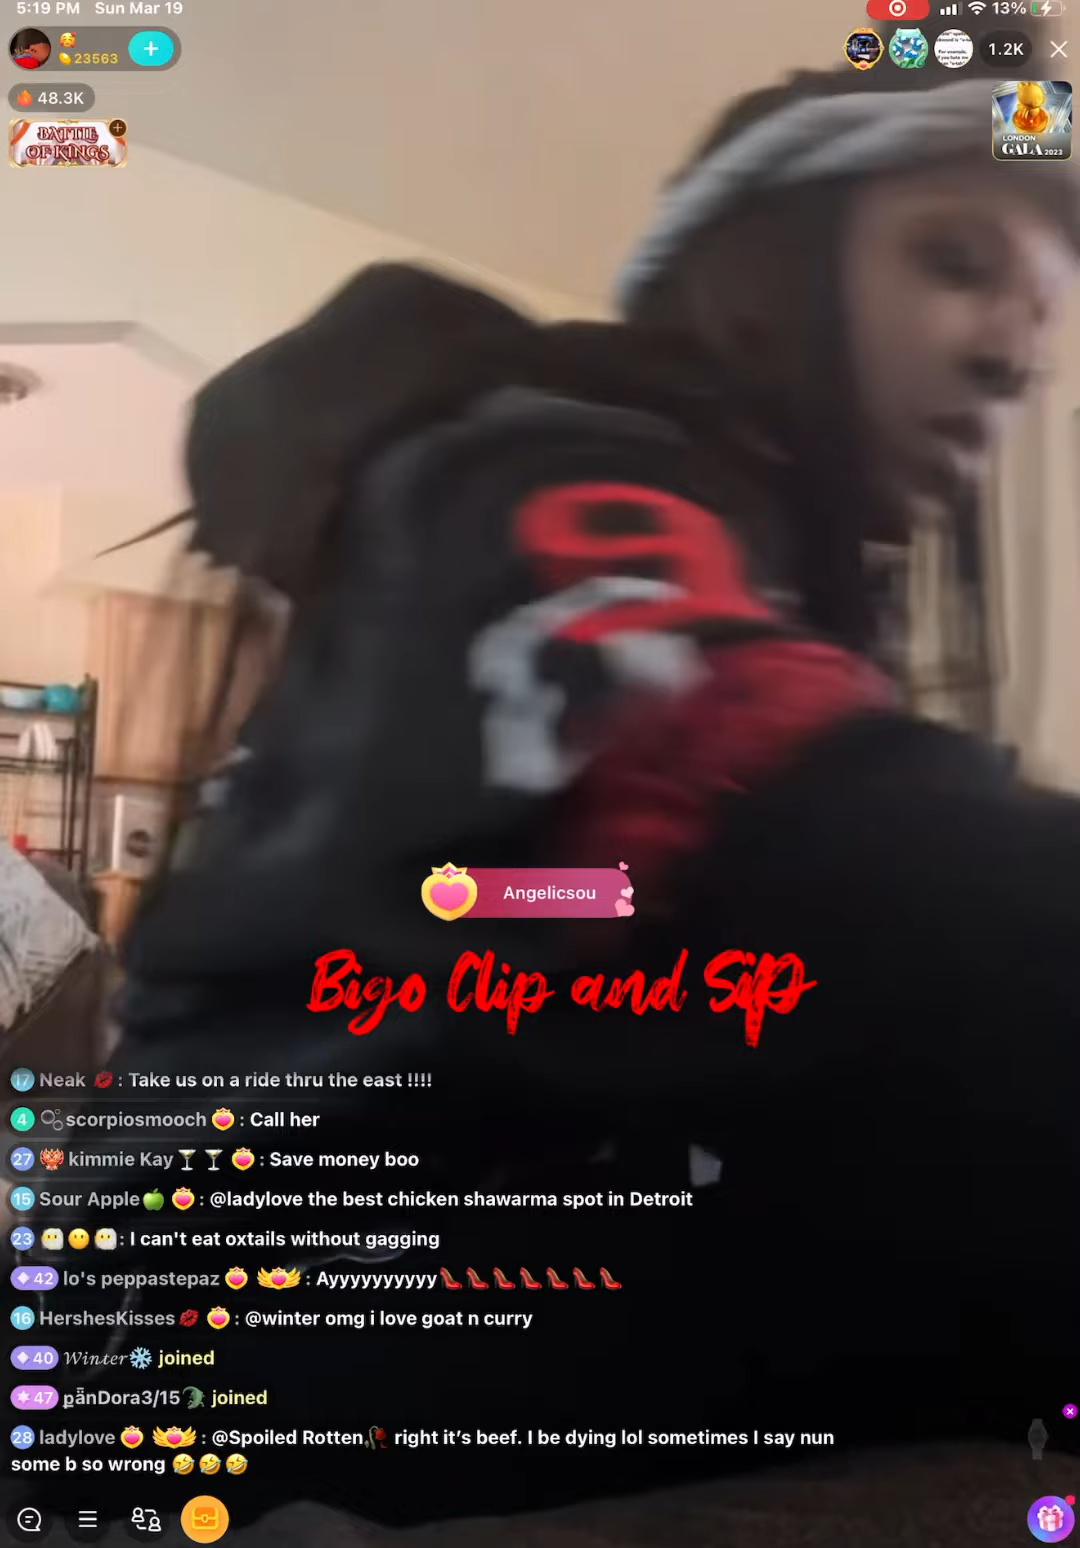 5:19 PM Sun Mar 19
13%
🥰
23563
+
1.2K
48.3K
BATTLE
OF KINGS
LONDON
GALA 2023
Angelicsou
Bigo Clip and Sip
17 Neak 💋 : Take us on a ride thru the east !!!!
4 scorpiosmooch : Call her
27 kimmie Kay🍸🍸 : Save money boo
15 Sour Apple🍏 : @ladylove the best chicken shawarma spot in Detroit
23 : I can't eat oxtails without gagging
42 lo's peppastepaz : Ayyyyyyyyyy👠👠👠👠👠👠👠
16 HershesKisses💋 : @winter omg i love goat n curry
40 𝓦𝓲𝓷𝓽𝓮𝓻❄️ joined
47 pånDora3/15🐊 joined
28 ladylove : @Spoiled Rotten🥀 right it's beef. I be dying lol sometimes I say nun
some b so wrong 🤣🤣🤣